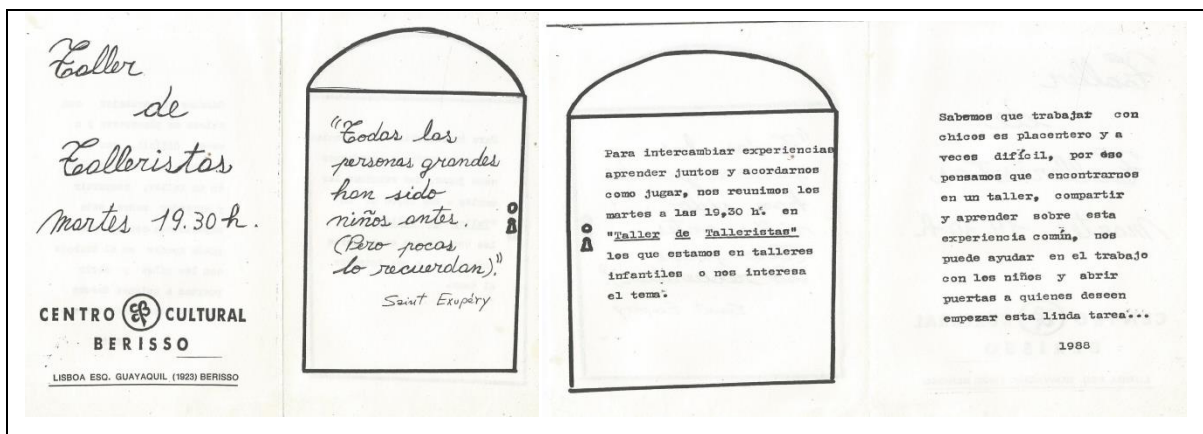 Taller
de
Talleristas
martes 19.30 h.
CENTRO CULTURAL
BERISSO
LISBOA ESQ. GUAYAQUIL (1923) BERISSO
"Todas las
personas grandes
han sido
niños antes.
(Pero pocas
lo recuerdan)."
Saint Exupéry
Para intercambiar experiencias
aprender juntos y acordarnos
como jugar, nos reunimos los
martes a las 19,30 h. en
"Taller de Talleristas"
los que estamos en talleres
infantiles o nos interesa
el tema.
Sabemos que trabajar con
chicos es placentero y a
veces difícil, por éso
pensamos que encontrarnos
en un taller, compartir
y aprender sobre esta
experiencia común, nos
puede ayudar en el trabajo
con los niños y abrir
puertas a quienes deseen
empezar esta linda tarea...
1988